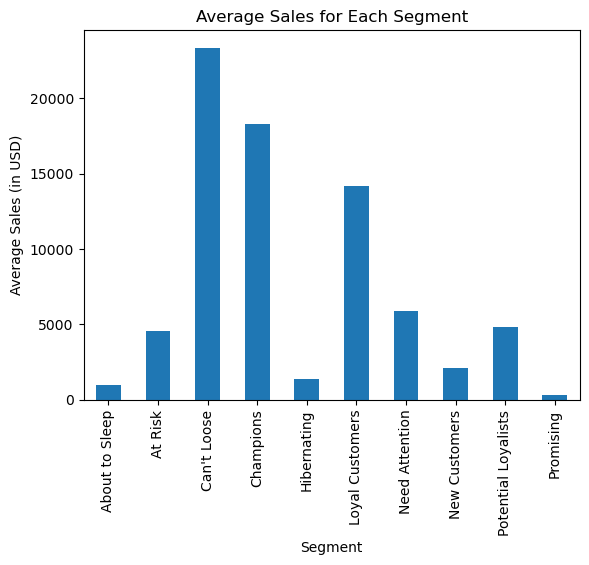 Average Sales for Each Segment
Average Sales (in USD)
20000
15000
10000
5000
0
About to Sleep
At Risk
Can't Loose
Champions
Hibernating
Loyal Customers
Need Attention
New Customers
Potential Loyalists
Promising
Segment